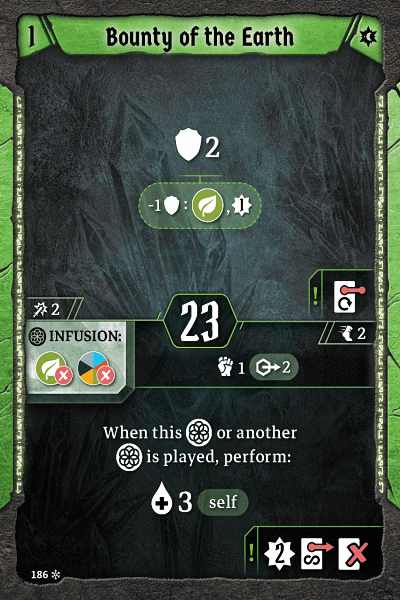 1
Bounty of the Earth
2
-1 : , 1
!
2
23
2
INFUSION:
X X
1 2
When this or another
is played, perform:
3 self
! 2
186